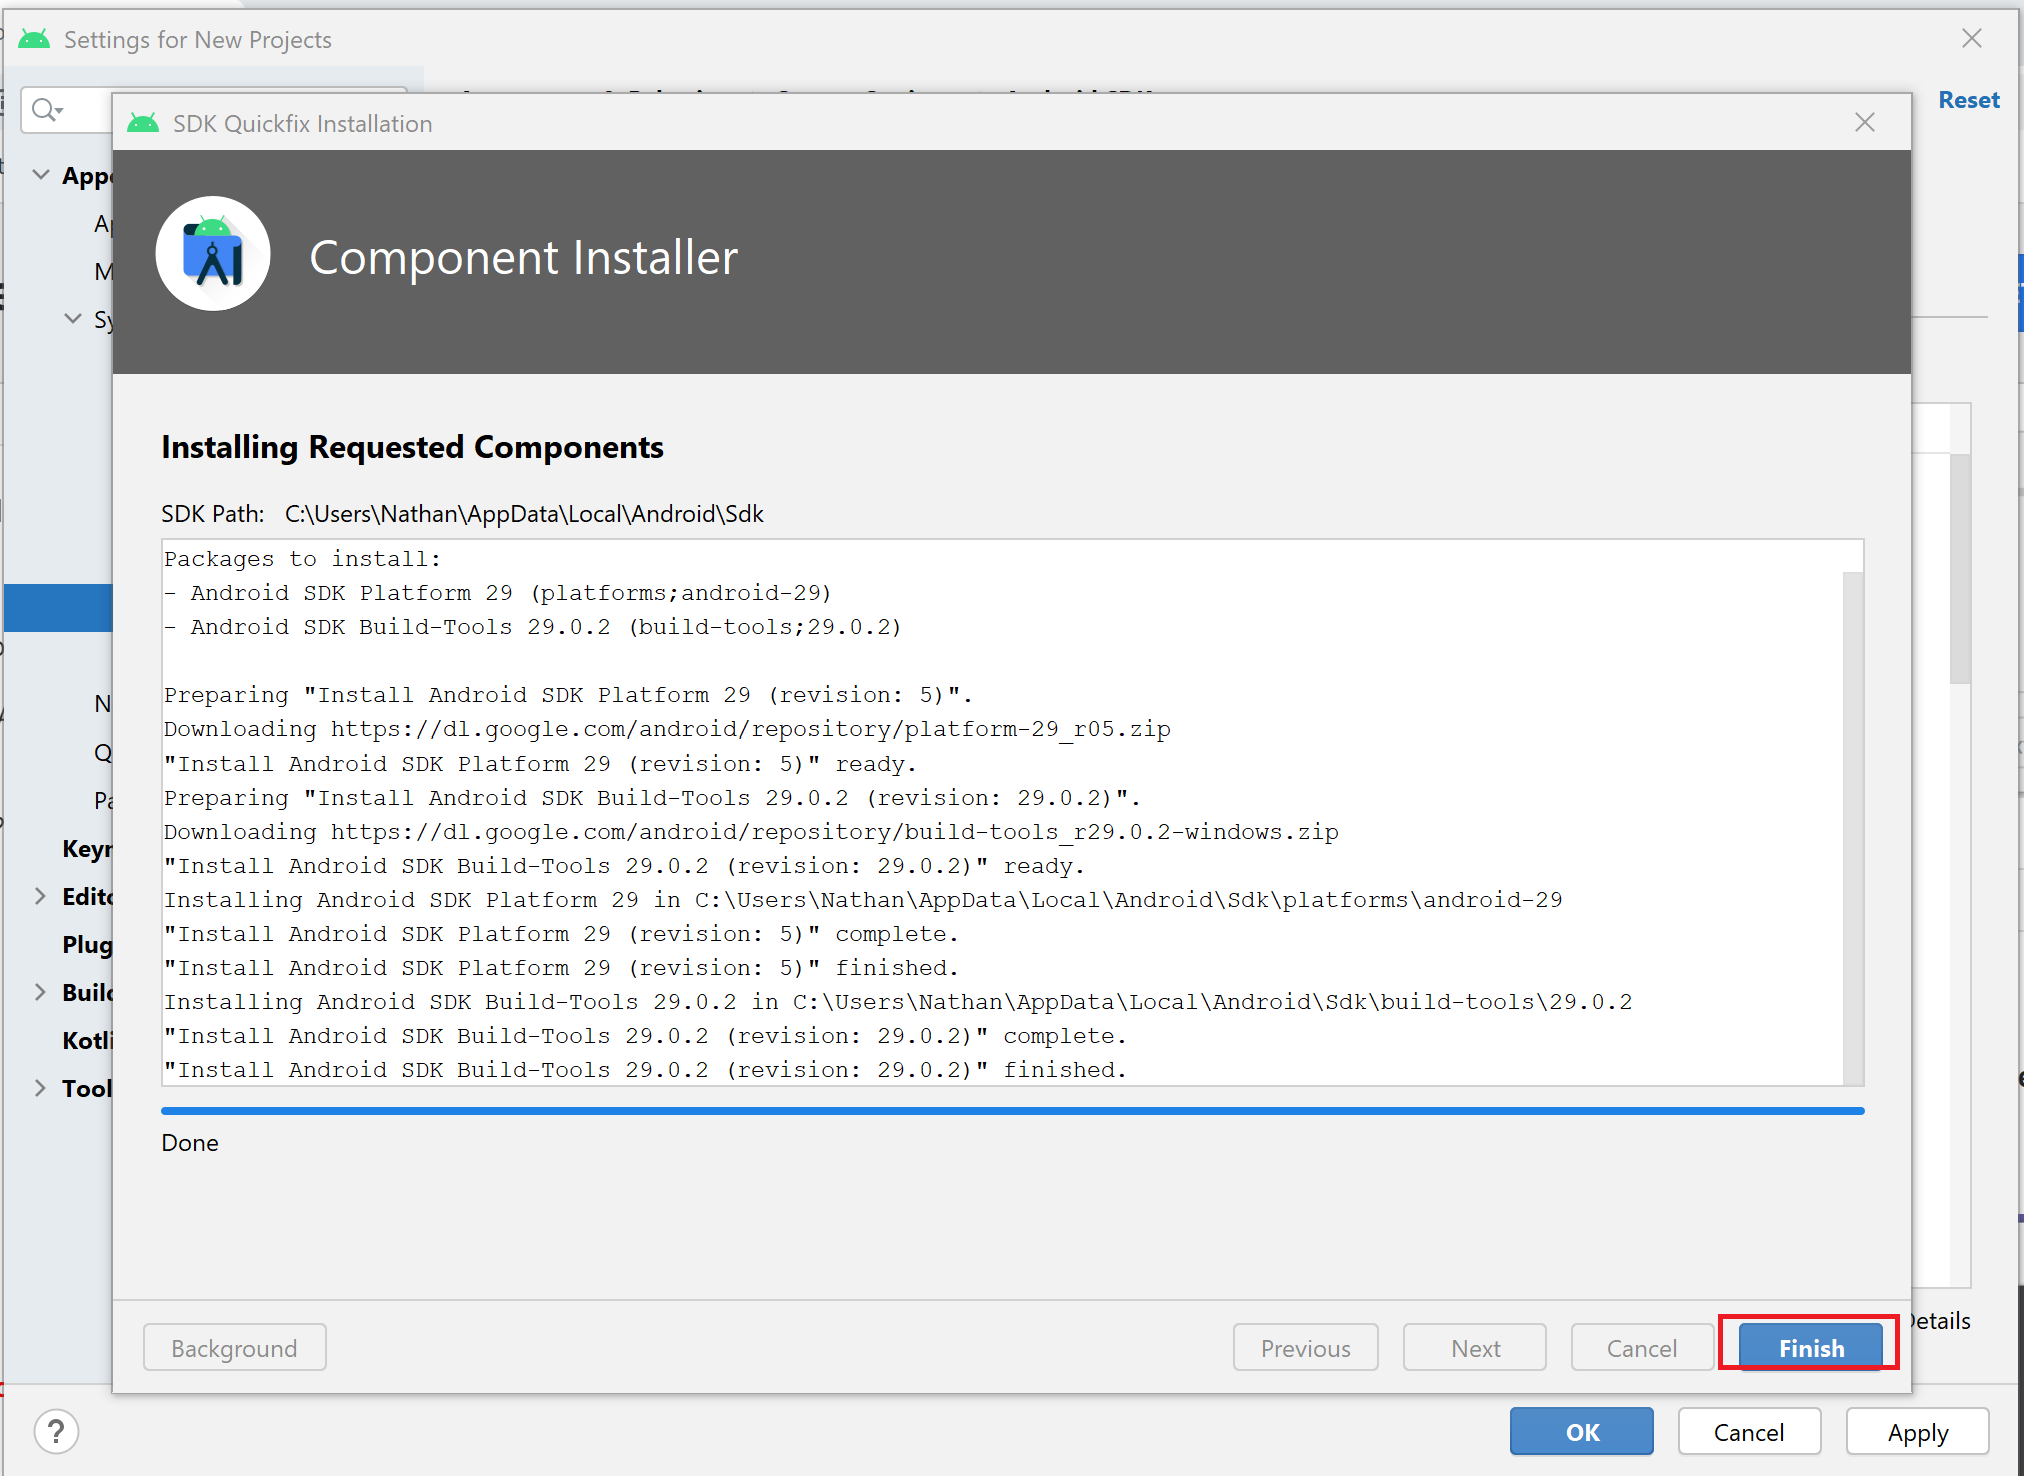 Settings for New Projects
Reset
SDK Quickfix Installation
Component Installer
Installing Requested Components
SDK Path: C:\Users\Nathan\AppData\Local\Android\Sdk
Packages to install:
- Android SDK Platform 29 (platforms;android-29)
- Android SDK Build-Tools 29.0.2 (build-tools;29.0.2)
Preparing "Install Android SDK Platform 29 (revision: 5)".
Downloading https://dl.google.com/android/repository/platform-29_r05.zip
"Install Android SDK Platform 29 (revision: 5)" ready.
Preparing "Install Android SDK Build-Tools 29.0.2 (revision: 29.0.2)".
Downloading https://dl.google.com/android/repository/build-tools_r29.0.2-windows.zip
"Install Android SDK Build-Tools 29.0.2 (revision: 29.0.2)" ready.
Installing Android SDK Platform 29 in C:\Users\Nathan\AppData\Local\Android\Sdk\platforms\android-29
"Install Android SDK Platform 29 (revision: 5)" complete.
"Install Android SDK Platform 29 (revision: 5)" finished.
Installing Android SDK Build-Tools 29.0.2 in C:\Users\Nathan\AppData\Local\Android\Sdk\build-tools\29.0.2
"Install Android SDK Build-Tools 29.0.2 (revision: 29.0.2)" complete.
"Install Android SDK Build-Tools 29.0.2 (revision: 29.0.2)" finished.
Done
Background
Previous
Next
Cancel
Finish
Details
?
OK
Cancel
Apply